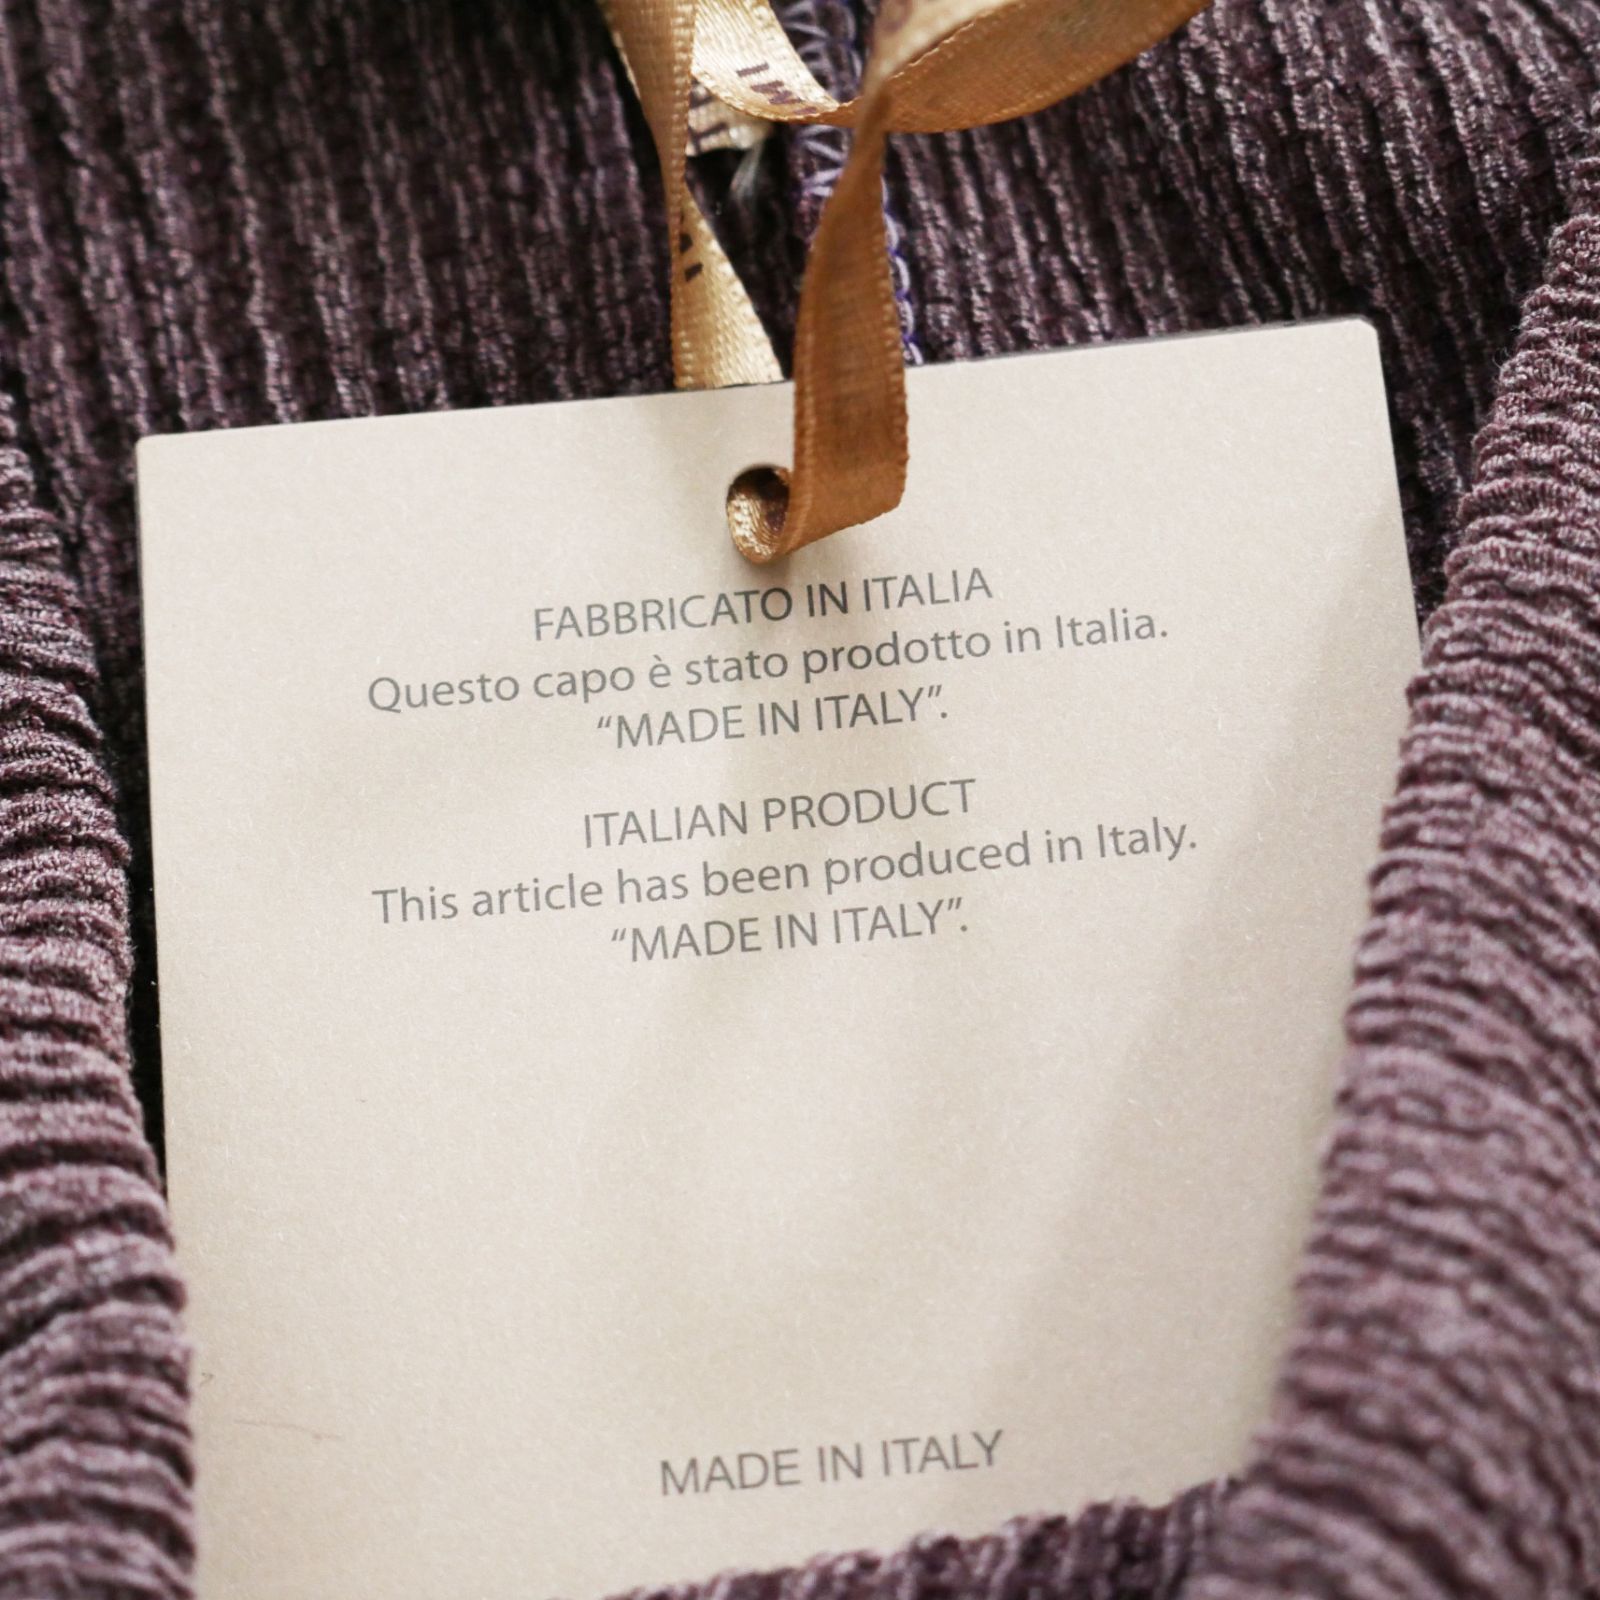 FABBRICATO IN ITALIA
Questo capo è stato prodotto in Italia.
“MADE IN ITALY”.
ITALIAN PRODUCT
This article has been produced in Italy.
“MADE IN ITALY”.
MADE IN ITALY